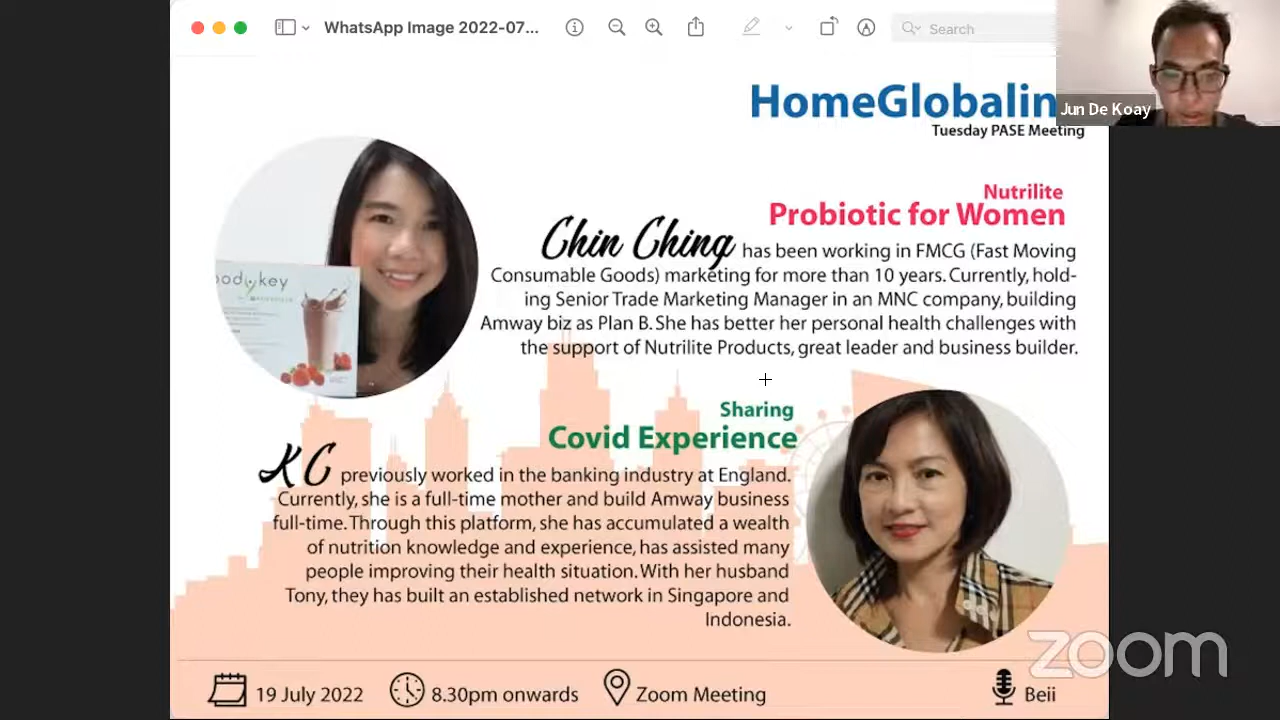 WhatsApp Image 2022-07...
Search
Jun De Koay
HomeGlobalin
Tuesday PASE Meeting
Nutrilite
Probiotic for Women
Chin Ching has been working in FMCG (Fast Moving
Consumable Goods) marketing for more than 10 years. Currently, hold-
ing Senior Trade Marketing Manager in an MNC company, building
Amway biz as Plan B. She has better her personal health challenges with
the support of Nutrilite Products, great leader and business builder.
ody key
Sharing
Covid Experience
KC previously worked in the banking industry at England.
Currently, she is a full-time mother and build Amway business
full-time. Through this platform, she has accumulated a wealth
of nutrition knowledge and experience, has assisted many
people improving their health situation. With her husband
Tony, they has built an established network in Singapore and
Indonesia.
zoom
19 July 2022
8.30pm onwards
Zoom Meeting
Beii